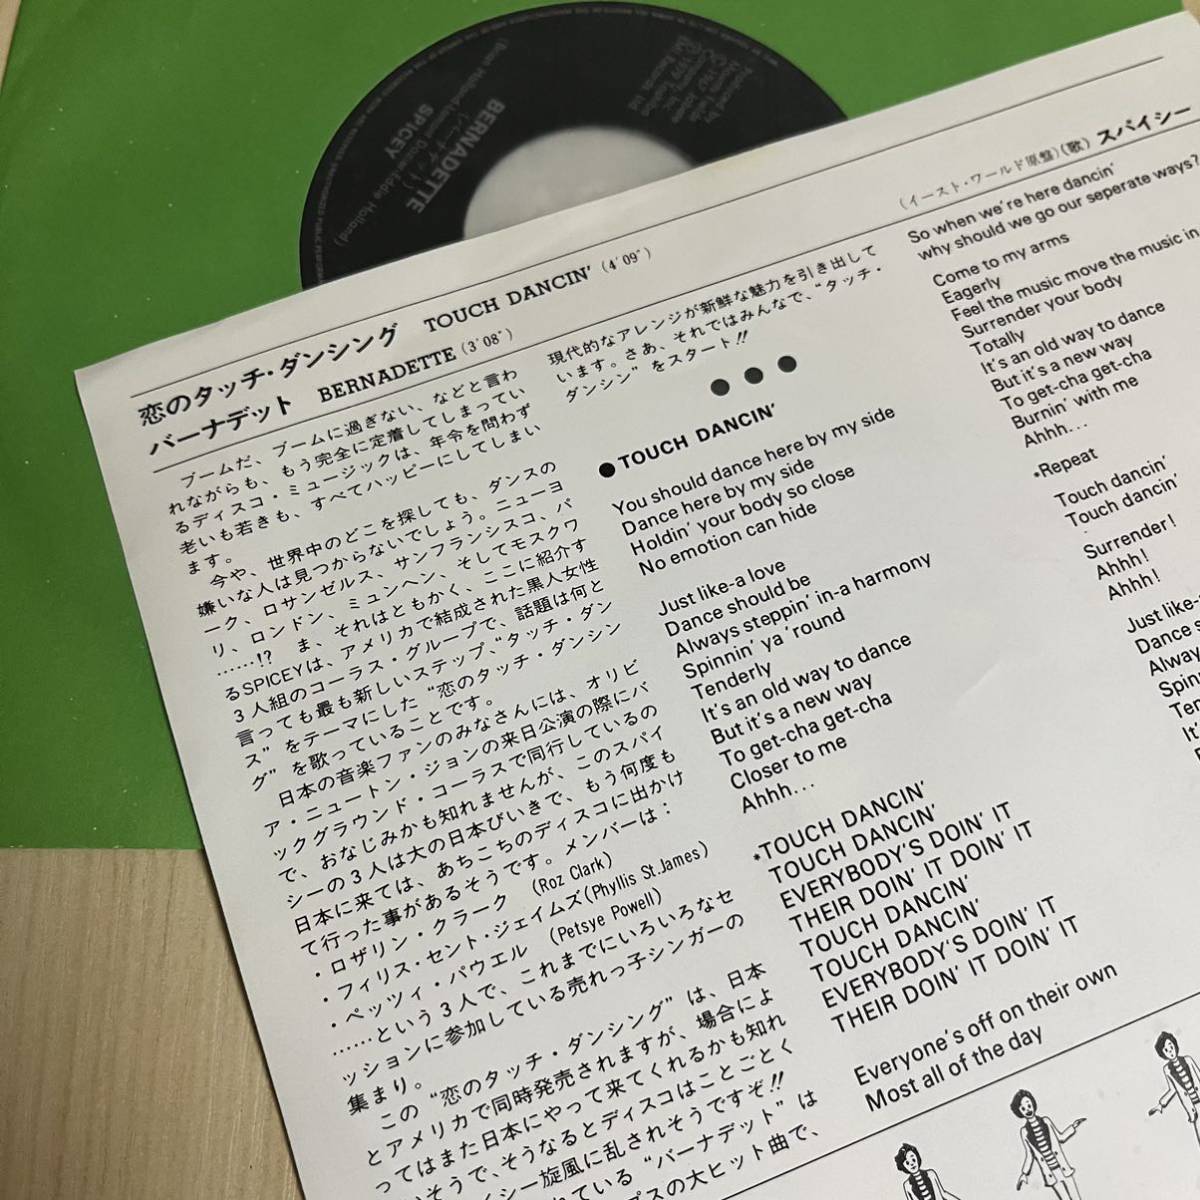 BERNADETTE
(バーナデット)
SPICEY
恋のタッチ・ダンシング TOUCH DANCIN' (4'09")
バーナデット BERNADETTE (3'08")
(イースト・ワールド原盤)(歌) スパイシー
ブームだ、ブームに過ぎない、などと言わ
れながらも、もう完全に定着してしまってい
るディスコ・ミュージックは、年令を問わず
老いも若きも、すべてハッピーにしてしまい
ます。
今や、世界中のどこを探しても、ダンスの
嫌いな人は見つからないでしょう。ニューヨ
ーク、ロサンゼルス、サンフランシスコ、パ
リ、ロンドン、ミュンヘン、そしてモスクワ
……!? ま、それはともかく、ここに紹介す
るSPICEYは、アメリカで結成された黒人女性
3人組のコーラス・グループで、話題は何と
言っても最も新しいステップ、"タッチ・ダン
ス"をテーマにした"恋のタッチ・ダンシン
グ"を歌っていることです。
日本の音楽ファンのみなさんには、オリビ
ア・ニュートン・ジョンの来日公演の際にバ
ックグラウンド・コーラスで同行しているの
で、おなじみかも知れませんが、このスパイ
シーの3人は大の日本びいきで、もう何度も
日本に来ては、あちこちのディスコに出かけ
て行った事があるそうです。メンバーは：
・ロザリン・クラーク (Roz Clark)
・フィリス・セント・ジェイムズ(Phyllis St.James)
・ペッツィ・パウエル (Petsye Powell)
……という3人で、これまでにいろいろなセ
ッションに参加している売れっ子シンガーの
集まり。
この"恋のタッチ・ダンシング"は、日本
とアメリカで同時発売されますが、場合によ
ってはまた日本にやって来てくれるかも知れ
そうで、そうなるとディスコはことごとく
シー旋風に乱されそうですぞ!!
れている"バーナデット"は
プスの大ヒット曲で、
現代的なアレンジが新鮮な魅力を引き出して
います。さあ、それではみんなで、"タッチ・
ダンシン"をスタート!!
●TOUCH DANCIN'
You should dance here by my side
Dance here by my side
Holdin' your body so close
No emotion can hide
Just like-a love
Dance should be
Always steppin' in-a harmony
Spinnin' ya 'round
Tenderly
It's an old way to dance
But it's a new way
To get-cha get-cha
Closer to me
Ahhh...
*TOUCH DANCIN'
TOUCH DANCIN'
EVERYBODY'S DOIN' IT
THEIR DOIN' IT DOIN' IT
TOUCH DANCIN'
TOUCH DANCIN'
EVERYBODY'S DOIN' IT
THEIR DOIN' IT DOIN' IT
Everyone's off on their own
Most all of the day
So when we're here dancin'
why should we go our seperate ways?
Come to my arms
Eagerly
Feel the music move the music in
Surrender your body
Totally
It's an old way to dance
But it's a new way
To get-cha get-cha
Burnin' with me
Ahhh...
*Repeat
Touch dancin'
Touch dancin'
Surrender!
Ahhh!
Ahhh!
Just like-a
Dance s
Alway
Spin
Ten
It's